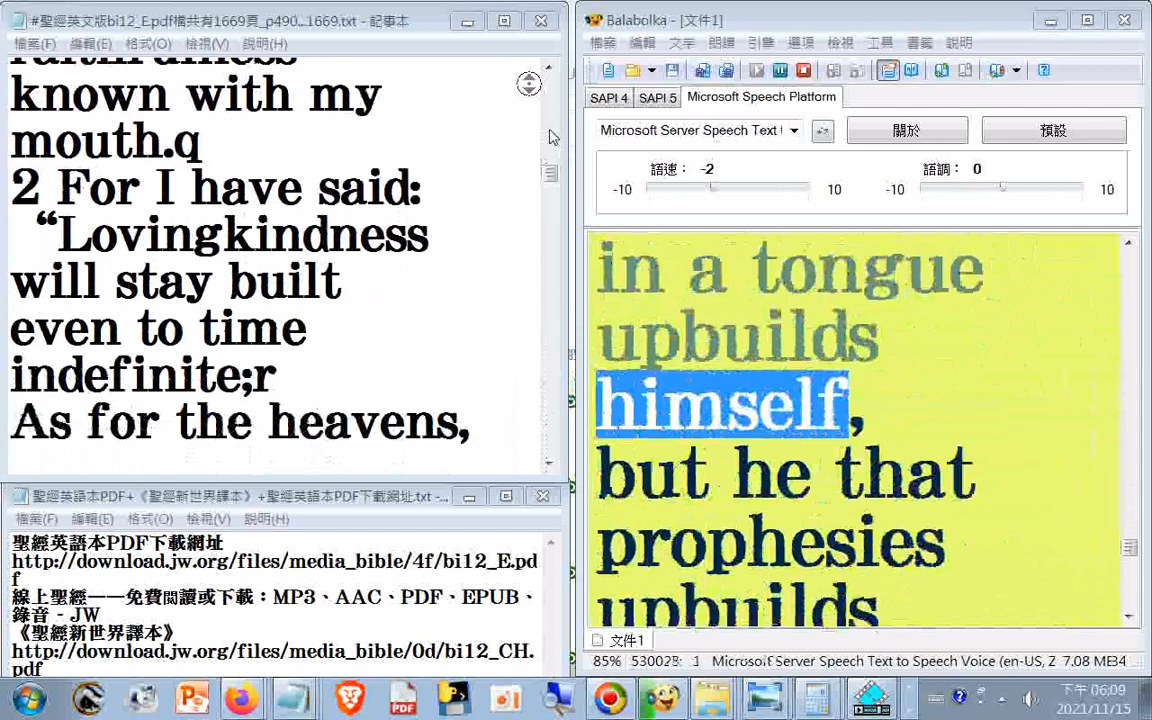 #聖經英文版bi12_E.pdf檔共有1669頁_p490...1669.txt - 記事本
檔案(F) 編輯(E) 格式(O) 檢視(V) 說明(H)
faithfulness
known with my
mouth.q
2 For I have said:
“Lovingkindness
will stay built
even to time
indefinite;r
As for the heavens,
聖經英語本PDF+《聖經新世界譯本》+聖經英語本PDF下載網址.txt - ...
檔案(F) 編輯(E) 格式(O) 檢視(V) 說明(H)
聖經英語本PDF下載網址
http://download.jw.org/files/media_bible/4f/bi12_E.pd
f
線上聖經——免費閱讀或下載：MP3、AAC、PDF、EPUB、
錄音 - JW
《聖經新世界譯本》
http://download.jw.org/files/media_bible/0d/bi12_CH.
pdf
Balabolka - [文件1]
檔案 編輯 文字 朗讀 引擎 選項 檢視 工具 書籤 說明
SAPI 4 SAPI 5 Microsoft Speech Platform
Microsoft Server Speech Text t 關於 預設
語速： -2 語調： 0
-10 10 -10 10
in a tongue
upbuilds
himself,
but he that
prophesies
upbuilds
文件1
85% 53002 1 Microsoft Server Speech Text to Speech Voice (en-US, Z 7.08 MB
PDF
下午 06:09
2021/11/15